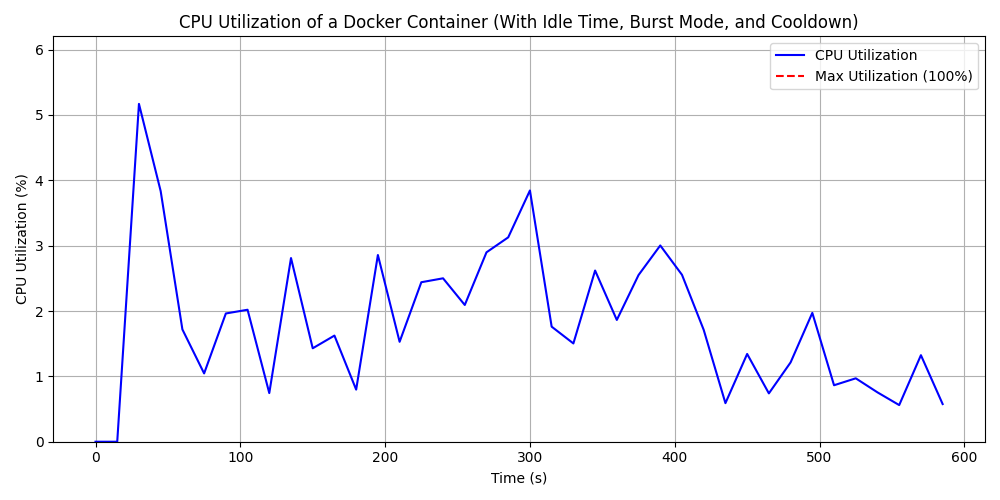 CPU Utilization of a Docker Container (With Idle Time, Burst Mode, and Cooldown)
CPU Utilization
Max Utilization (100%)
CPU Utilization (%)
6
5
4
3
2
1
0
0 100 200 300 400 500 600
Time (s)